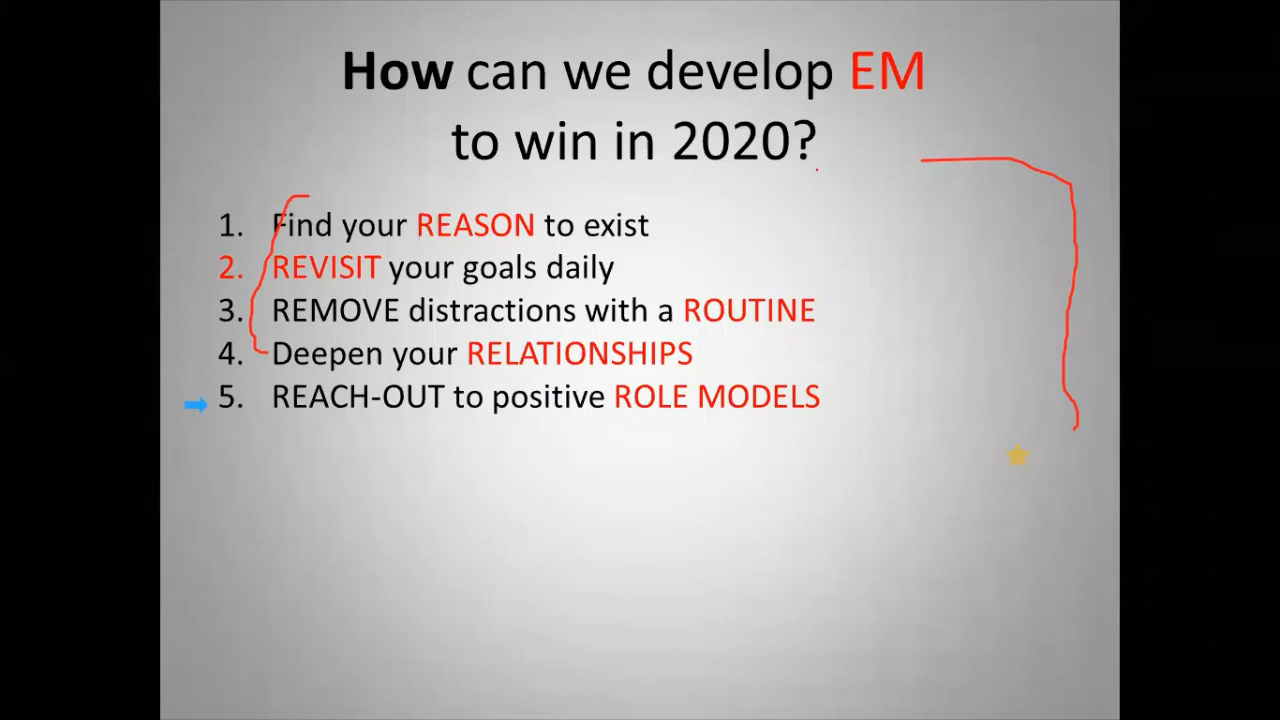 How can we develop EM
to win in 2020?
1. Find your REASON to exist
2. REVISIT your goals daily
3. REMOVE distractions with a ROUTINE
4. Deepen your RELATIONSHIPS
5. REACH-OUT to positive ROLE MODELS